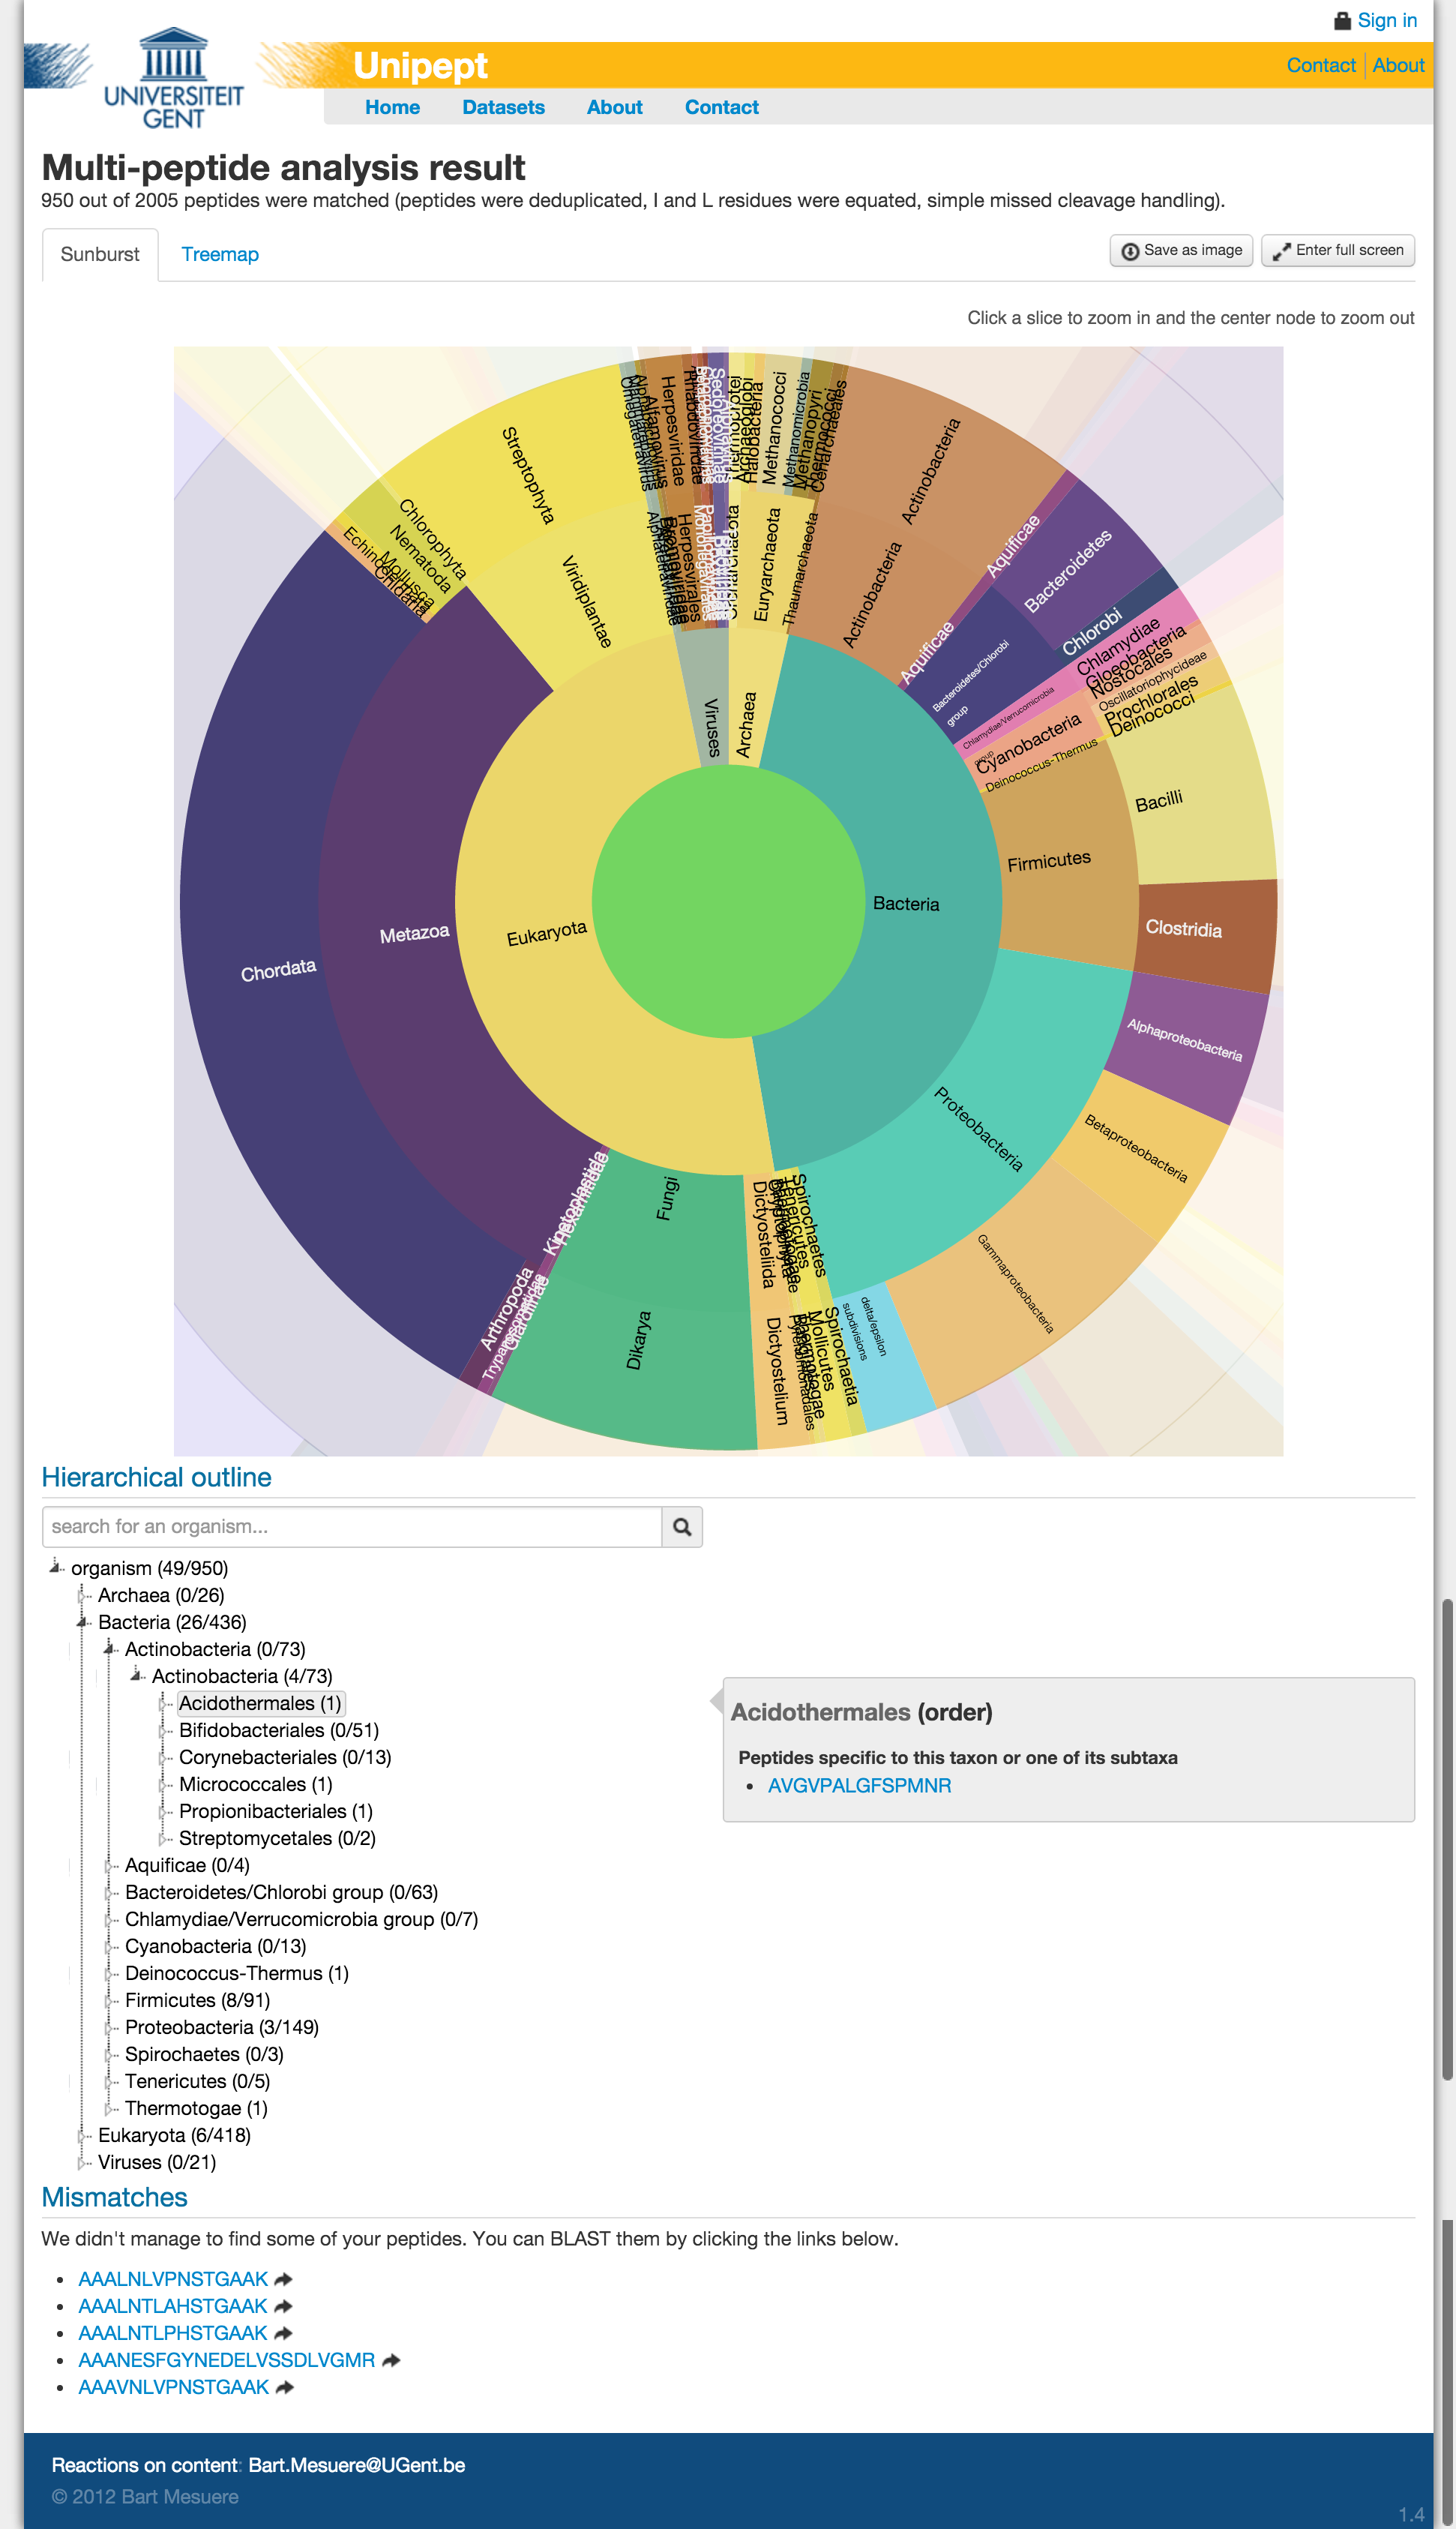 Sign in
UNIVERSITEIT
GENT
Unipept
Contact About
Home Datasets About Contact
Multi-peptide analysis result
950 out of 2005 peptides were matched (peptides were deduplicated, I and L residues were equated, simple missed cleavage handling).
Sunburst Treemap
Save as image Enter full screen
Click a slice to zoom in and the center node to zoom out
Streptophyta
Viridiplantae
Chlorophyta
Nematoda
Mollusca
Herpesviridae
Herpesvirales
Viruses
Archaea
Halobacteria
Methanococci
Methanomicrobia
Methanopyri
Euryarchaeota
Thaumarchaeota
Actinobacteria
Actinobacteria
Aquificae
Aquificae
Bacteroidetes
Chlorobi
Bacteroidetes/Chlorobi
group
Chlamydiae
Chlamydiae/Verrucomicrobia
group
Gloeobacteria
Nostocales
Oscillatoriophycideae
Prochlorales
Deinococci
Cyanobacteria
Deinococcus-Thermus
Bacilli
Firmicutes
Clostridia
Bacteria
Alphaproteobacteria
Betaproteobacteria
Proteobacteria
Gammaproteobacteria
delta/epsilon
subdivisions
Spirochaetes
Tenericutes
Spirochaetia
Mollicutes
Dictyosteliida
Dictyostelium
Fungi
Dikarya
Kinetoplastida
Arthropoda
Eukaryota
Metazoa
Chordata
Hierarchical outline
search for an organism...
organism (49/950)
Archaea (0/26)
Bacteria (26/436)
Actinobacteria (0/73)
Actinobacteria (4/73)
Acidothermales (1)
Bifidobacteriales (0/51)
Corynebacteriales (0/13)
Micrococcales (1)
Propionibacteriales (1)
Streptomycetales (0/2)
Aquificae (0/4)
Bacteroidetes/Chlorobi group (0/63)
Chlamydiae/Verrucomicrobia group (0/7)
Cyanobacteria (0/13)
Deinococcus-Thermus (1)
Firmicutes (8/91)
Proteobacteria (3/149)
Spirochaetes (0/3)
Tenericutes (0/5)
Thermotogae (1)
Eukaryota (6/418)
Viruses (0/21)
Acidothermales (order)
Peptides specific to this taxon or one of its subtaxa
AVGVPALGFSPMNR
Mismatches
We didn't manage to find some of your peptides. You can BLAST them by clicking the links below.
AAALNLVPNSTGAAK
AAALNTLAHSTGAAK
AAALNTLPHSTGAAK
AAANESFGYNEDELVSSDLVGMR
AAAVNLVPNSTGAAK
Reactions on content: Bart.Mesuere@UGent.be
© 2012 Bart Mesuere
1.4